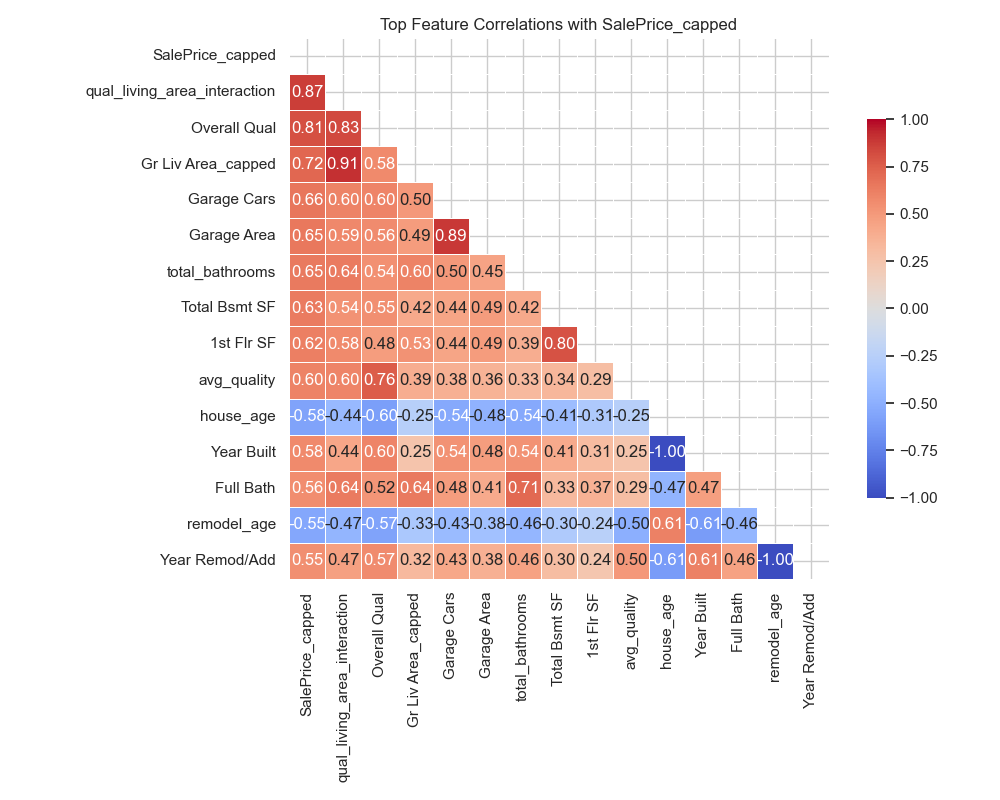 Top Feature Correlations with SalePrice_capped
SalePrice_capped
qual_living_area_interaction 0.87
Overall Qual 0.81 0.83
Gr Liv Area_capped 0.72 0.91 0.58
Garage Cars 0.66 0.60 0.60 0.50
Garage Area 0.65 0.59 0.56 0.49 0.89
total_bathrooms 0.65 0.64 0.54 0.60 0.50 0.45
Total Bsmt SF 0.63 0.54 0.55 0.42 0.44 0.49 0.42
1st Flr SF 0.62 0.58 0.48 0.53 0.44 0.49 0.39 0.80
avg_quality 0.60 0.60 0.76 0.39 0.38 0.36 0.33 0.34 0.29
house_age -0.58 -0.44 -0.60 -0.25 -0.54 -0.48 -0.54 -0.41 -0.31 -0.25
Year Built 0.58 0.44 0.60 0.25 0.54 0.48 0.54 0.41 0.31 0.25 -1.00
Full Bath 0.56 0.64 0.52 0.64 0.48 0.41 0.71 0.33 0.37 0.29 -0.47 0.47
remodel_age -0.55 -0.47 -0.57 -0.33 -0.43 -0.38 -0.46 -0.30 -0.24 -0.50 0.61 -0.61 -0.46
Year Remod/Add 0.55 0.47 0.57 0.32 0.43 0.38 0.46 0.30 0.24 0.50 -0.61 0.61 0.46 -1.00
SalePrice_capped
qual_living_area_interaction
Overall Qual
Gr Liv Area_capped
Garage Cars
Garage Area
total_bathrooms
Total Bsmt SF
1st Flr SF
avg_quality
house_age
Year Built
Full Bath
remodel_age
Year Remod/Add
1.00
0.75
0.50
0.25
0.00
−0.25
−0.50
−0.75
−1.00